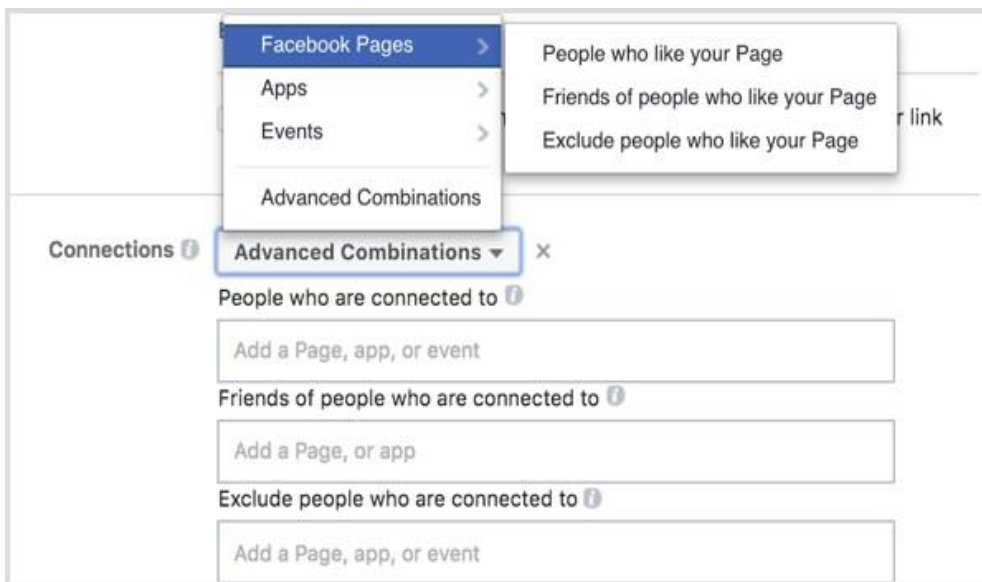 Facebook Pages
People who like your Page
Apps
Friends of people who like your Page
r link
Events
Exclude people who like your Page
Advanced Combinations
Connections
Advanced Combinations
People who are connected to
Add a Page, app, or event
Friends of people who are connected to
Add a Page, or app
Exclude people who are connected to
Add a Page, app, or event